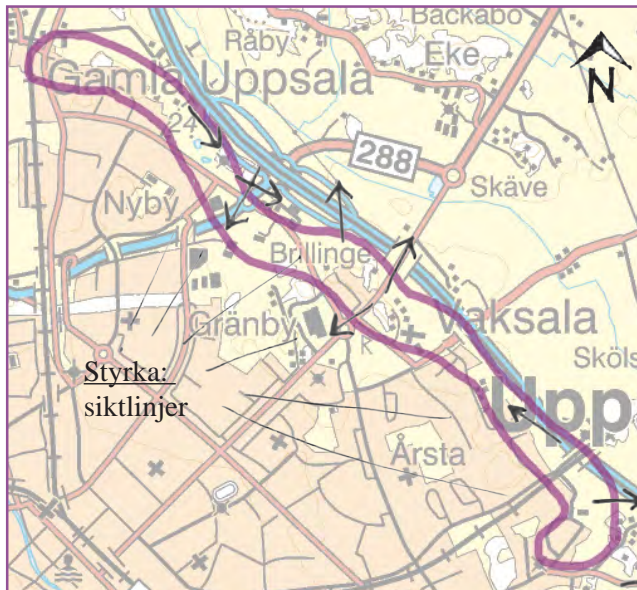 Backabo
Råby
Eke
N
Gamla Uppsala
24
288
Skäve
Nyby
Brillinge
Gränby
Vaksala
k
Sköls
Styrka:
siktlinjer
Upp
Årsta